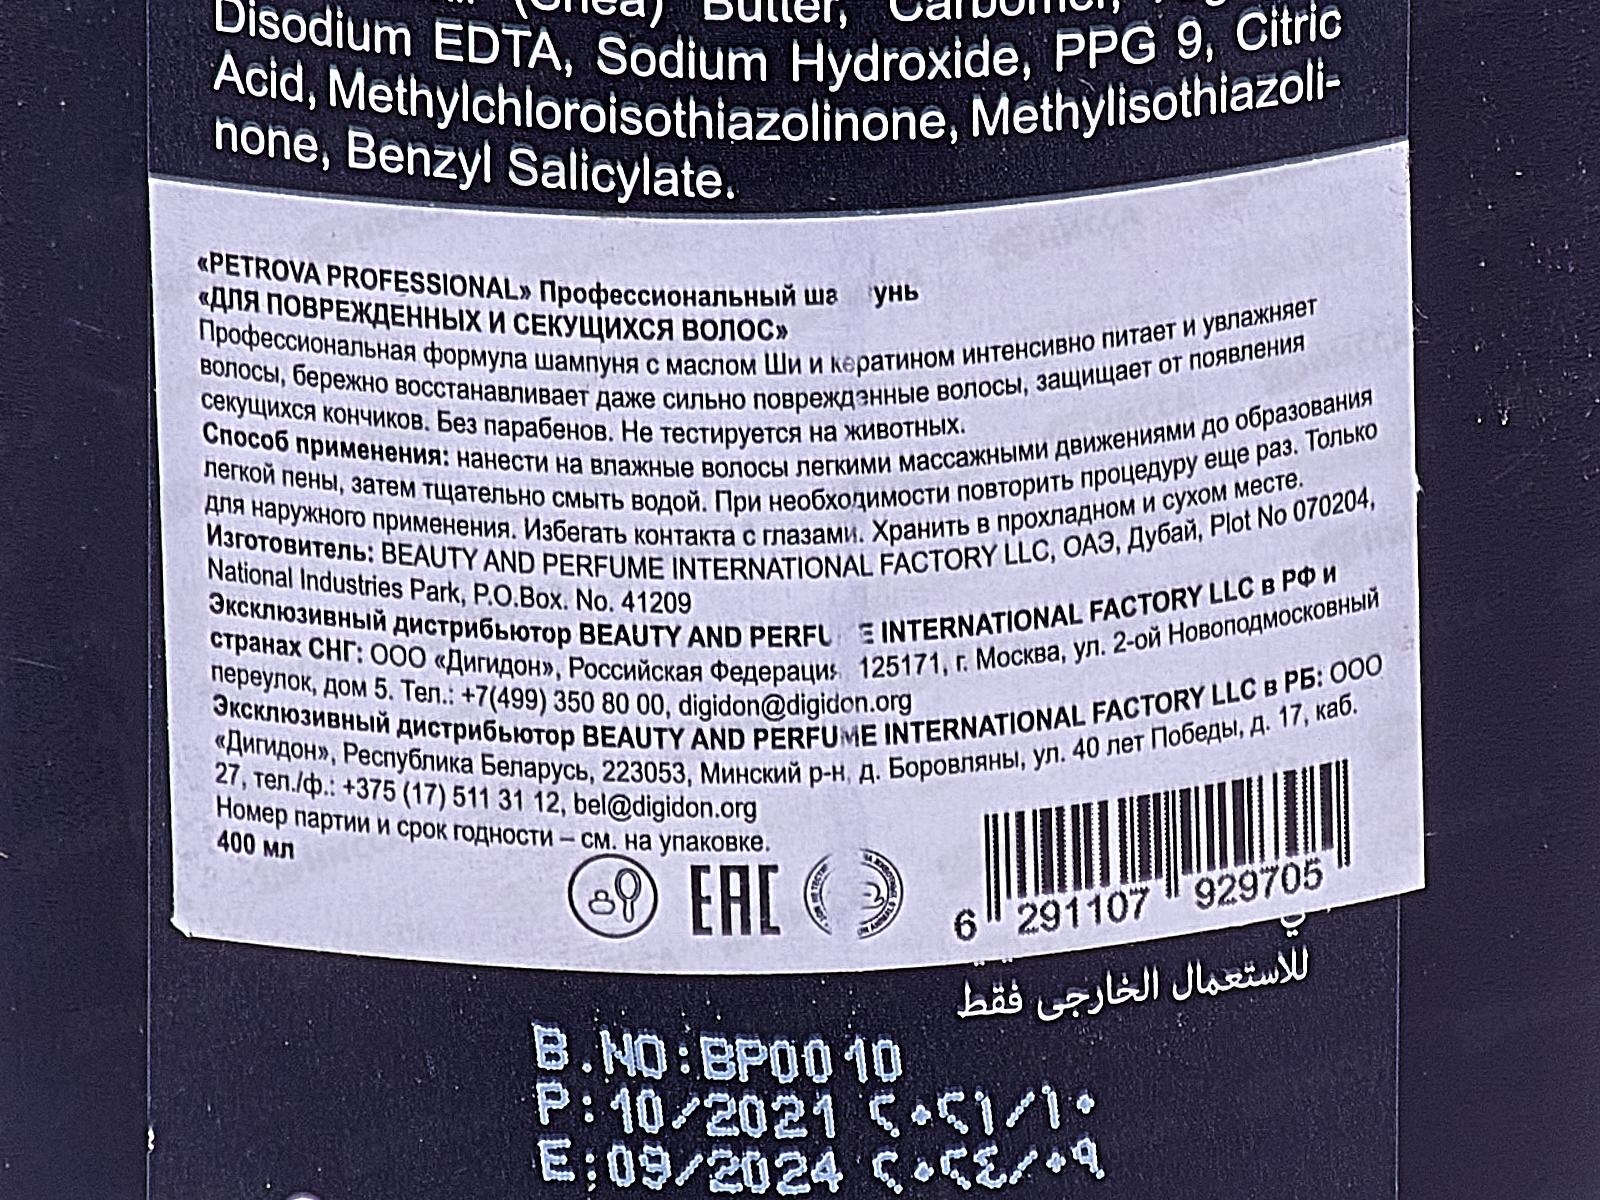 (Shea) Butter, Carbomer,
Disodium EDTA, Sodium Hydroxide, PPG 9, Citric
Acid, Methylchloroisothiazolinone, Methylisothiazoli-
none, Benzyl Salicylate.
«PETROVA PROFESSIONAL» Профессиональный ша унь
«ДЛЯ ПОВРЕЖДЕННЫХ И СЕКУЩИХСЯ ВОЛОС»
Профессиональная формула шампуня с маслом Ши и кератином интенсивно питает и увлажняет
волосы, бережно восстанавливает даже сильно поврежденные волосы, защищает от появления
секущихся кончиков. Без парабенов. Не тестируется на животных.
Способ применения: нанести на влажные волосы легкими массажными движениями до образования
легкой пены, затем тщательно смыть водой. При необходимости повторить процедуру еще раз. Только
для наружного применения. Избегать контакта с глазами. Хранить в прохладном и сухом месте.
Изготовитель: BEAUTY AND PERFUME INTERNATIONAL FACTORY LLC, ОАЭ, Дубай, Plot No 070204,
National Industries Park, P.O.Box. No. 41209
Эксклюзивный дистрибьютор BEAUTY AND PERFU E INTERNATIONAL FACTORY LLC в РФ и
странах СНГ: ООО «Дигидон», Российская Федерация 125171, г. Москва, ул. 2-ой Новоподмосковный
переулок, дом 5. Тел.: +7(499) 350 80 00, digidon@digidon.org
Эксклюзивный дистрибьютор BEAUTY AND PERFUME INTERNATIONAL FACTORY LLC в РБ: ООО
«Дигидон», Республика Беларусь, 223053, Минский р-н, д. Боровляны, ул. 40 лет Победы, д. 17, каб.
27, тел./ф.: +375 (17) 511 31 12, bel@digidon.org
Номер партии и срок годности – см. на упаковке.
400 мл
EAC
6 291107 929705
للاستعمال الخارجى فقط
B.NO:BP0010
P:10/2021 ٢٠٢١/١٠
E:09/2024 ٢٠٢٤/٠٩